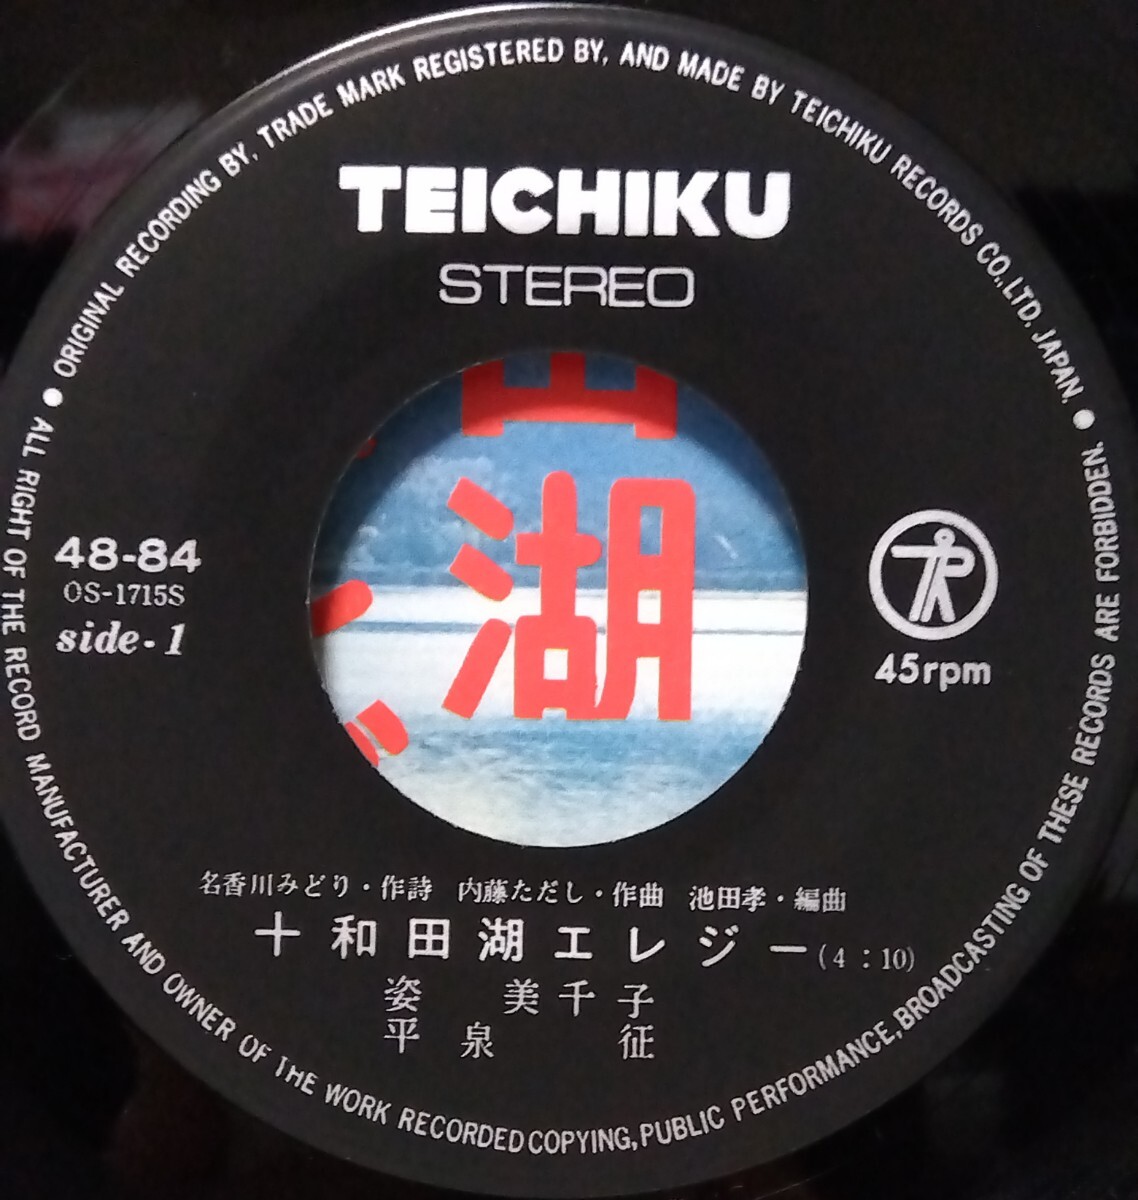 • ORIGINAL RECORDING BY, TRADE MARK REGISTERED BY, AND MADE BY TEICHIKU RECORDS CO., LTD. JAPAN. •
TEICHIKU
STEREO
湖
48-84
OS-1715S
side-1
45rpm
名香川みどり・作詩 内藤ただし・作曲 池田孝・編曲
十和田湖エレジー (4:10)
姿 美千子
平泉 征
ALL RIGHT OF THE RECORD MANUFACTURER AND OWNER OF THE WORK RECORDED COPYING, PUBLIC PERFORMANCE, BROADCASTING OF THESE RECORDS ARE FORBIDDEN.